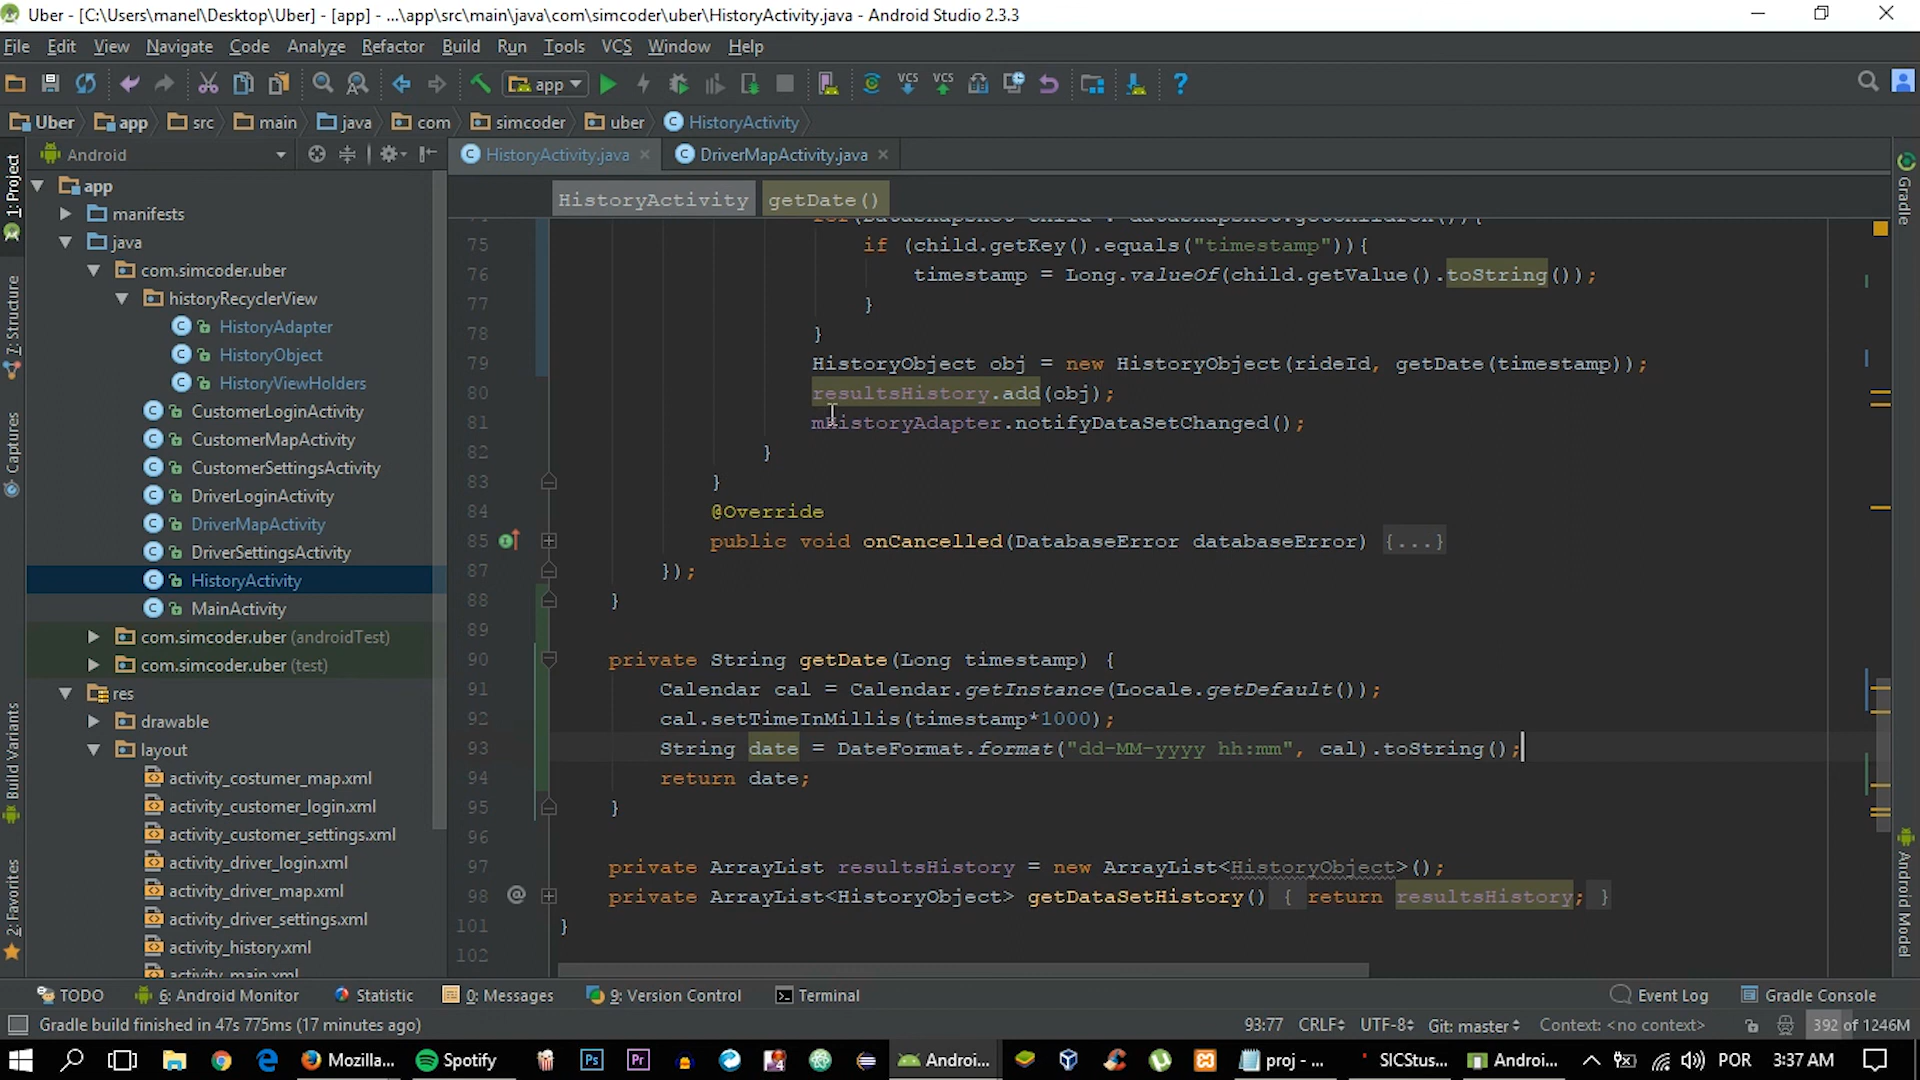 Uber - [C:\Users\manel\Desktop\Uber] - [app] - ...\app\src\main\java\com\simcoder\uber\HistoryActivity.java - Android Studio 2.3.3
File Edit View Navigate Code Analyze Refactor Build Run Tools VCS Window Help
app VCS VCS ?
Uber app src main java com simcoder uber HistoryActivity
Android
HistoryActivity.java DriverMapActivity.java
HistoryActivity getDate()
1: Project
7: Structure
Captures
Build Variants
2: Favorites
app
manifests
java
com.simcoder.uber
historyRecyclerView
HistoryAdapter
HistoryObject
HistoryViewHolders
CustomerLoginActivity
CustomerMapActivity
CustomerSettingsActivity
DriverLoginActivity
DriverMapActivity
DriverSettingsActivity
HistoryActivity
MainActivity
com.simcoder.uber (androidTest)
com.simcoder.uber (test)
res
drawable
layout
activity_costumer_map.xml
activity_customer_login.xml
activity_customer_settings.xml
activity_driver_login.xml
activity_driver_map.xml
activity_driver_settings.xml
activity_history.xml
activity_main.xml
for(DataSnapshot child : dataSnapshot.getChildren()){
75 if (child.getKey().equals("timestamp")){
76 timestamp = Long.valueOf(child.getValue().toString());
77 }
78 }
79 HistoryObject obj = new HistoryObject(rideId, getDate(timestamp));
80 resultsHistory.add(obj);
81 mHistoryAdapter.notifyDataSetChanged();
82 }
83 }
84 @Override
85 public void onCancelled(DatabaseError databaseError) {...}
87 });
88 }
89
90 private String getDate(Long timestamp) {
91 Calendar cal = Calendar.getInstance(Locale.getDefault());
92 cal.setTimeInMillis(timestamp*1000);
93 String date = DateFormat.format("dd-MM-yyyy hh:mm", cal).toString();
94 return date;
95 }
96
97 private ArrayList resultsHistory = new ArrayList<HistoryObject>();
98 private ArrayList<HistoryObject> getDataSetHistory() { return resultsHistory; }
101 }
102
Gradle
Android Model
TODO 6: Android Monitor Statistic 0: Messages 9: Version Control Terminal Event Log Gradle Console
Gradle build finished in 47s 775ms (17 minutes ago) 93:77 CRLF UTF-8 Git: master Context: <no context> 392 of 1246M
Mozilla... Spotify Ps Pr Androi... proj - ... SICStus... Androi... POR 3:37 AM